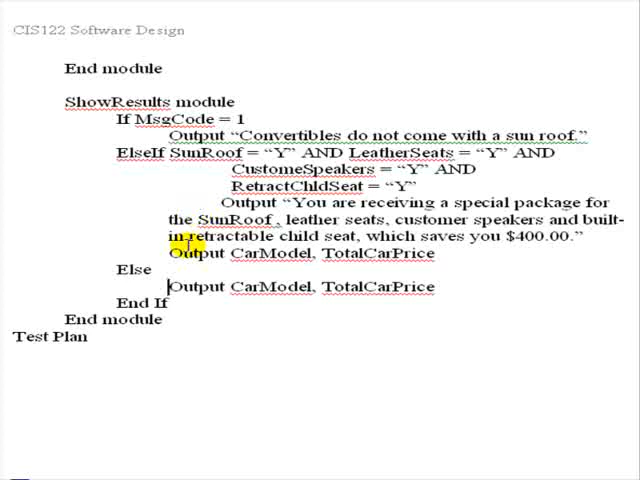 CIS122 Software Design
End module
ShowResults module
If MsgCode = 1
Output “Convertibles do not come with a sun roof.”
ElseIf SunRoof = “Y” AND LeatherSeats = “Y” AND
CustomeSpeakers = “Y” AND
RetractChldSeat = “Y”
Output “You are receiving a special package for
the SunRoof , leather seats, customer speakers and built-
in retractable child seat, which saves you $400.00.”
Output CarModel, TotalCarPrice
Else
Output CarModel, TotalCarPrice
End If
End module
Test Plan